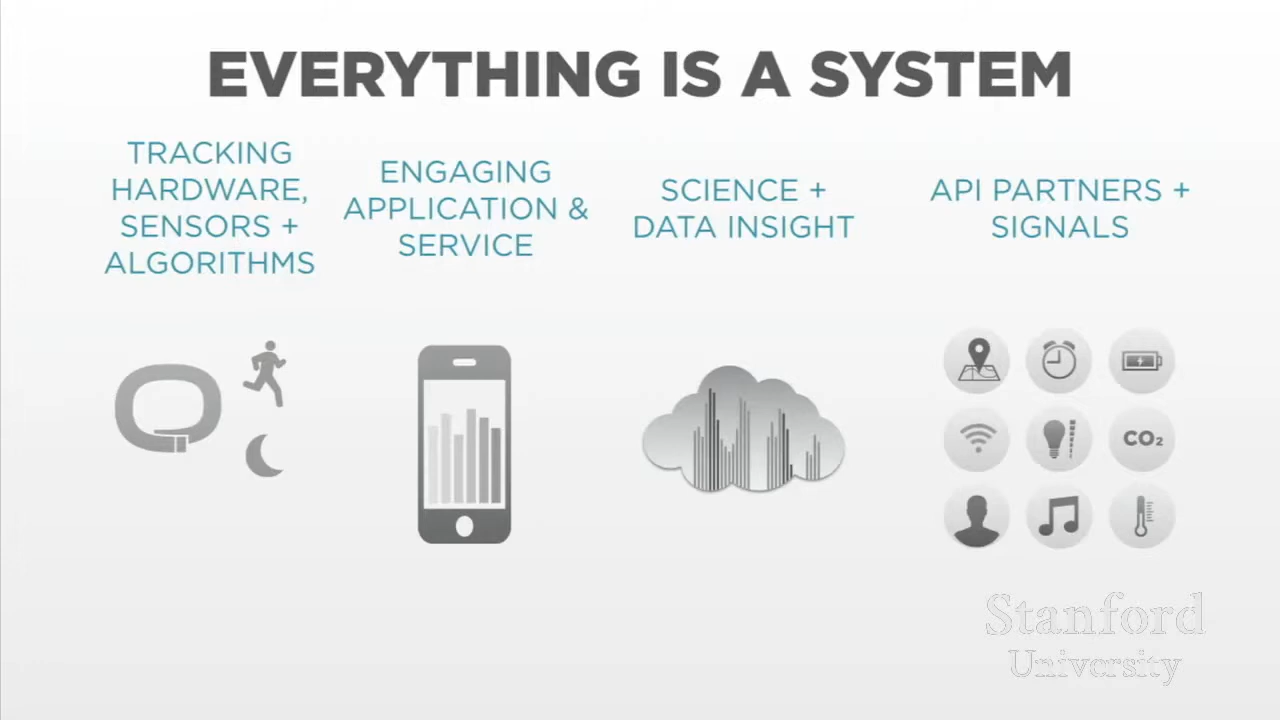 EVERYTHING IS A SYSTEM
TRACKING
HARDWARE,
SENSORS +
ALGORITHMS
ENGAGING
APPLICATION &
SERVICE
SCIENCE +
DATA INSIGHT
API PARTNERS +
SIGNALS
CO₂
Stanford
University